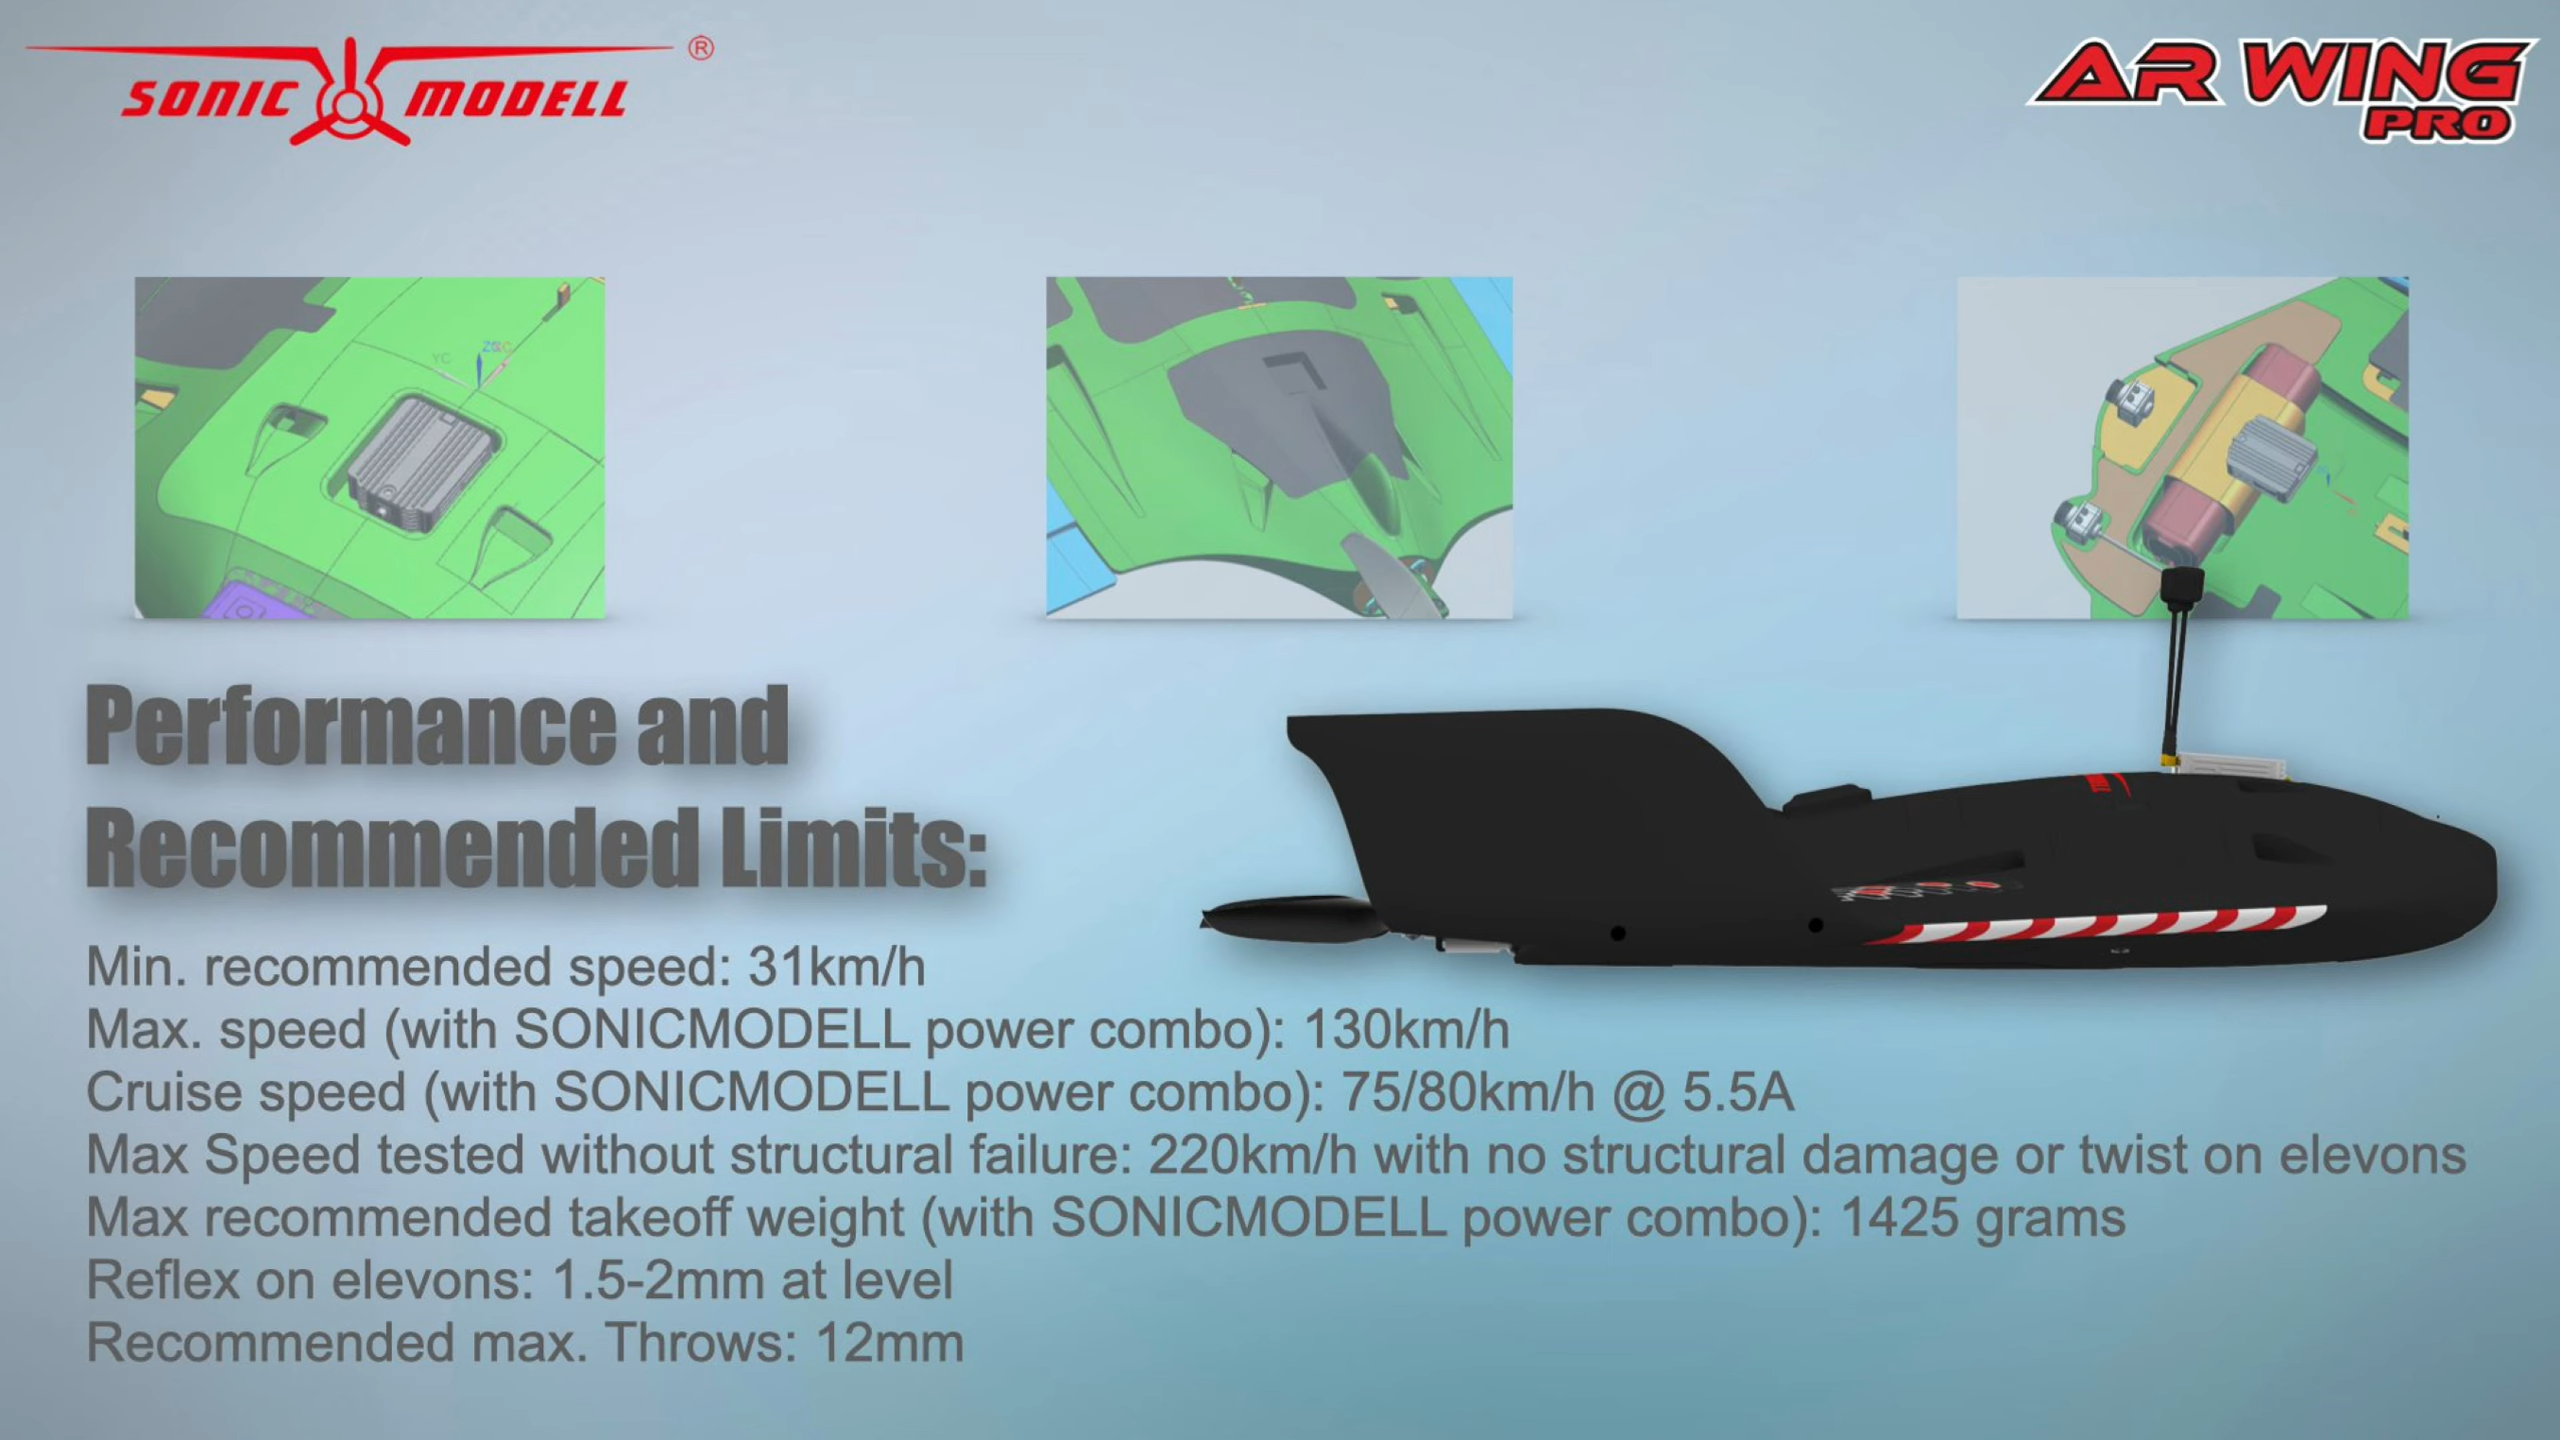 SONIC MODELL ®
AR WING
PRO
YC ZC XC
Performance and
Recommended Limits:
Min. recommended speed: 31km/h
Max. speed (with SONICMODELL power combo): 130km/h
Cruise speed (with SONICMODELL power combo): 75/80km/h @ 5.5A
Max Speed tested without structural failure: 220km/h with no structural damage or twist on elevons
Max recommended takeoff weight (with SONICMODELL power combo): 1425 grams
Reflex on elevons: 1.5-2mm at level
Recommended max. Throws: 12mm